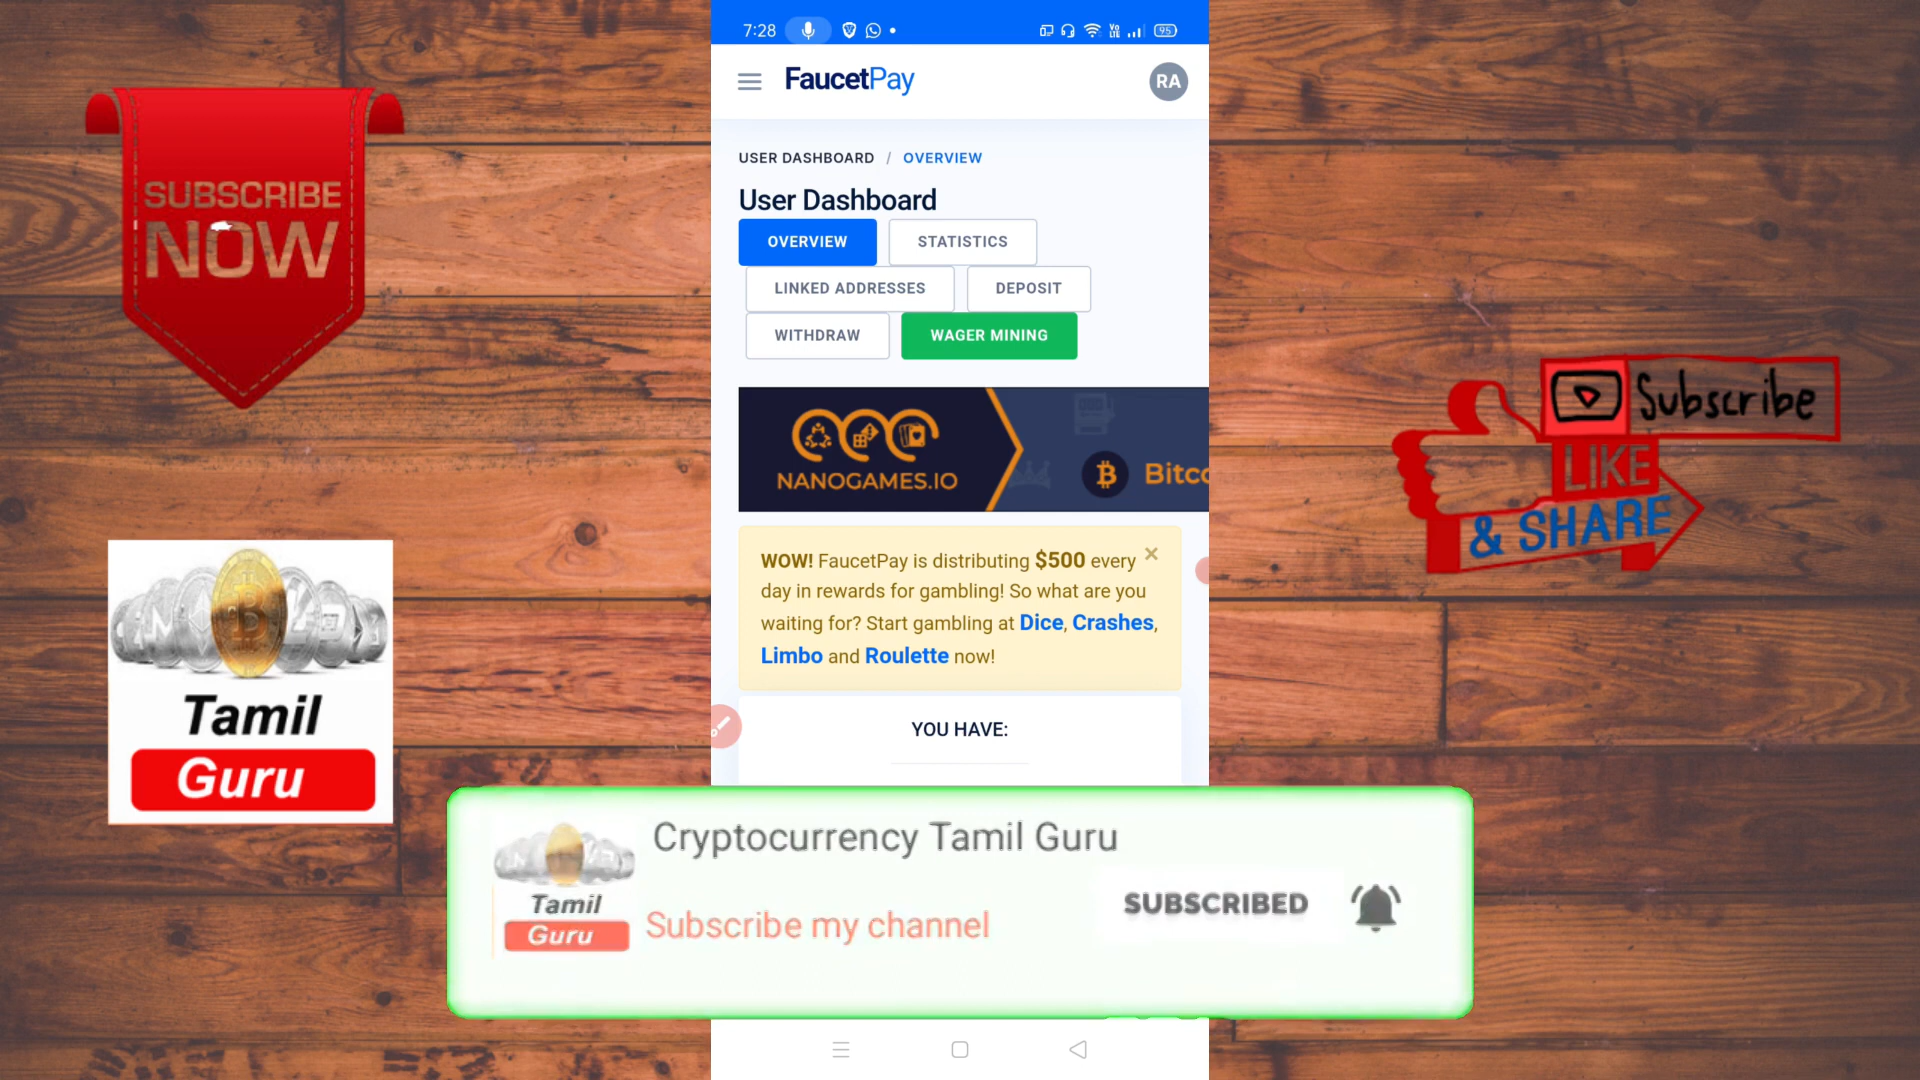 SUBSCRIBE
NOW
Tamil
Guru
7:28
95
FaucetPay
RA
USER DASHBOARD / OVERVIEW
User Dashboard
OVERVIEW
STATISTICS
LINKED ADDRESSES
DEPOSIT
WITHDRAW
WAGER MINING
NANOGAMES.IO
Bitc
WOW! FaucetPay is distributing $500 every
day in rewards for gambling! So what are you
waiting for? Start gambling at Dice, Crashes,
Limbo and Roulette now!
YOU HAVE:
Subscribe
LIKE
& SHARE
Cryptocurrency Tamil Guru
Tamil
Guru
Subscribe my channel
SUBSCRIBED